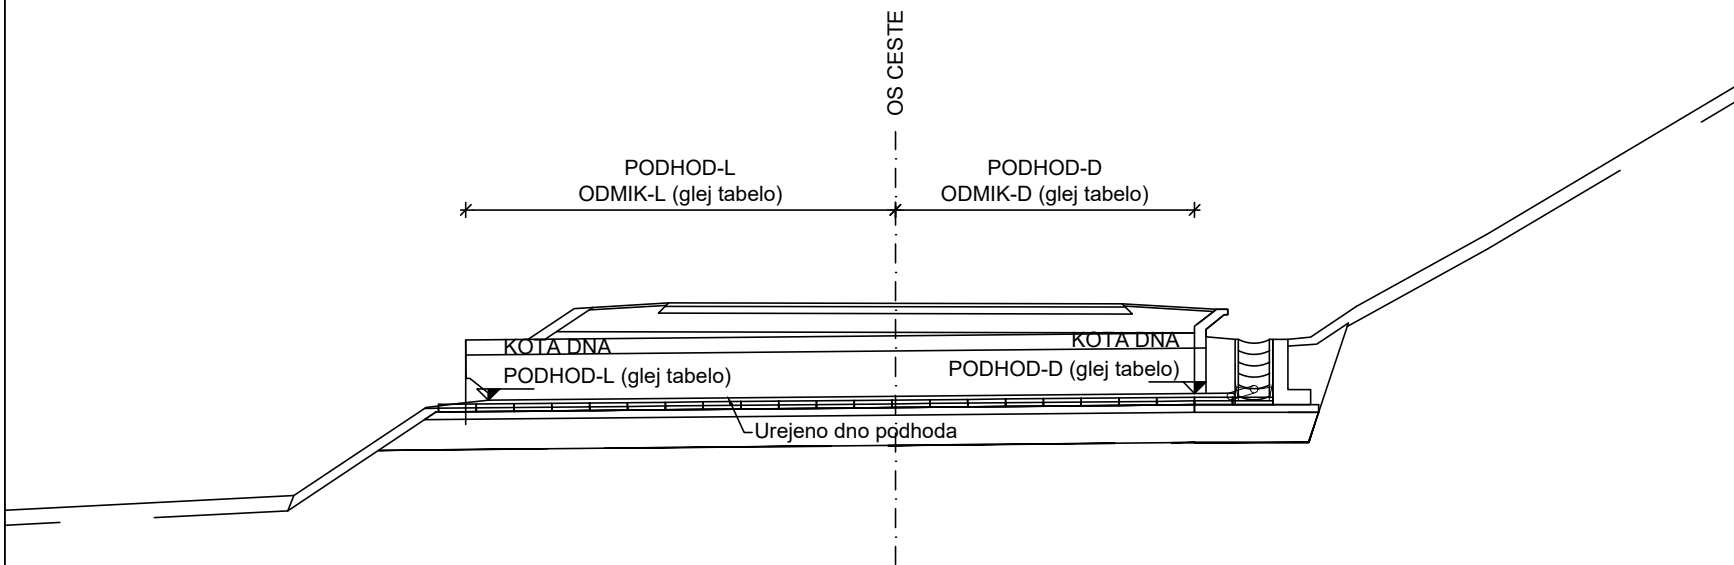 OS CESTE
PODHOD-L
ODMIK-L (glej tabelo)
PODHOD-D
ODMIK-D (glej tabelo)
KOTA DNA
PODHOD-L (glej tabelo)
KOTA DNA
PODHOD-D (glej tabelo)
Urejeno dno podhoda